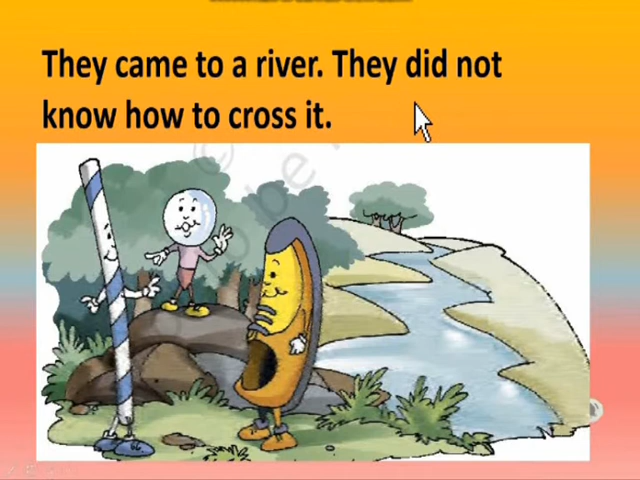 They came to a river. They did not
know how to cross it.